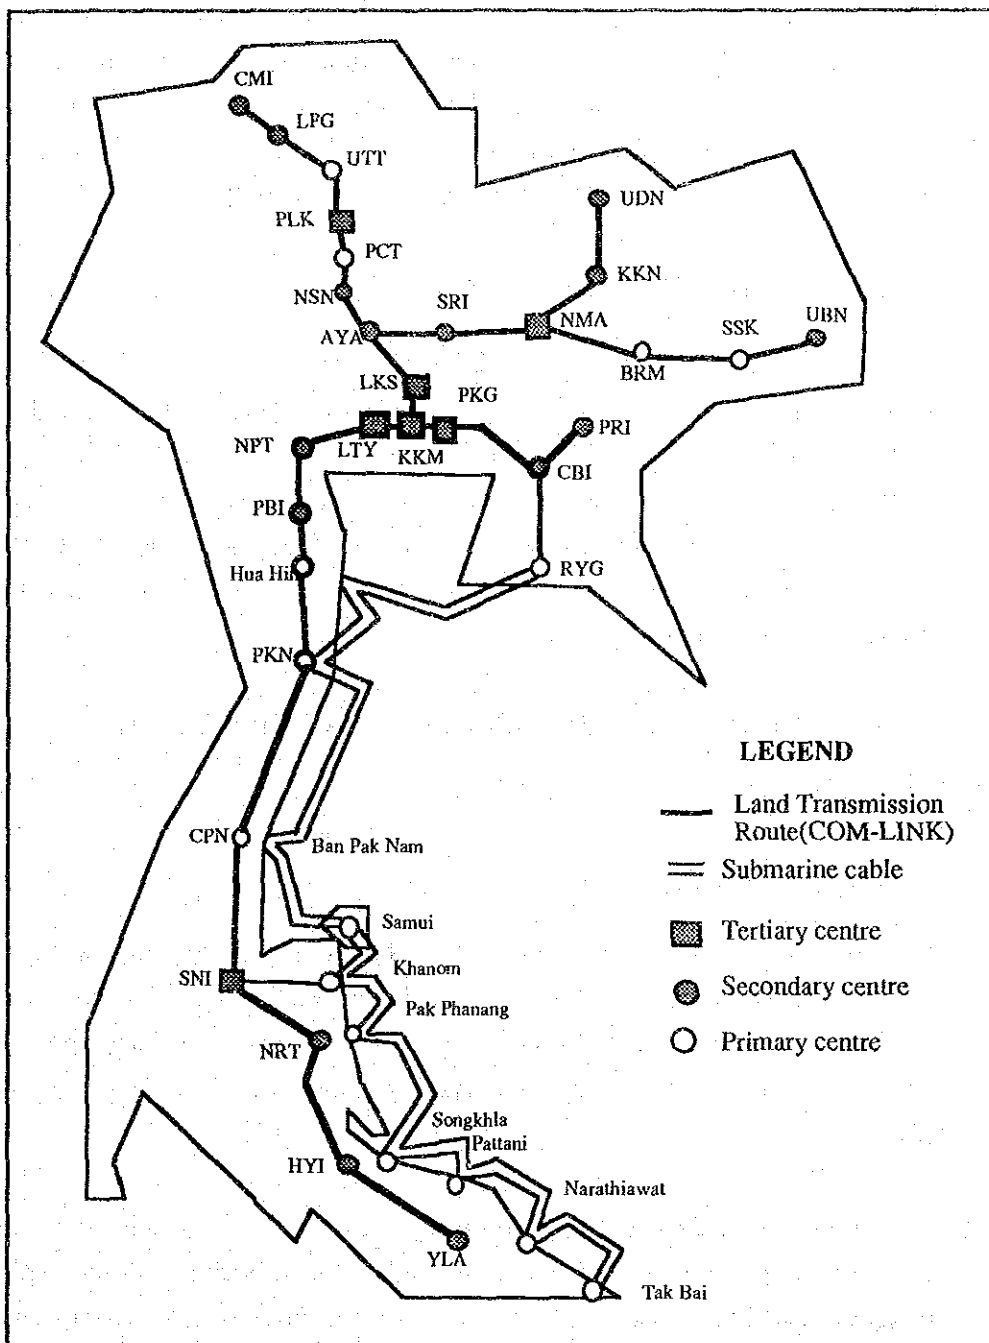 CMI
LPG
UTT
UDN
PLK
PCT
KKN
NSN
SRI
AYA
NMA
SSK
UBN
BRM
LKS
PKG
NPT
LTY
KKM
PRI
CBI
PBI
Hua Hin
RYG
PKN
LEGEND
Land Transmission
Route(COM-LINK)
CPN
Ban Pak Nam
Submarine cable
Samui
Tertiary centre
Khanom
SNI
Secondary centre
Pak Phanang
NRT
Primary centre
Songkhla
Pattani
HYI
Narathiawat
YLA
Tak Bai